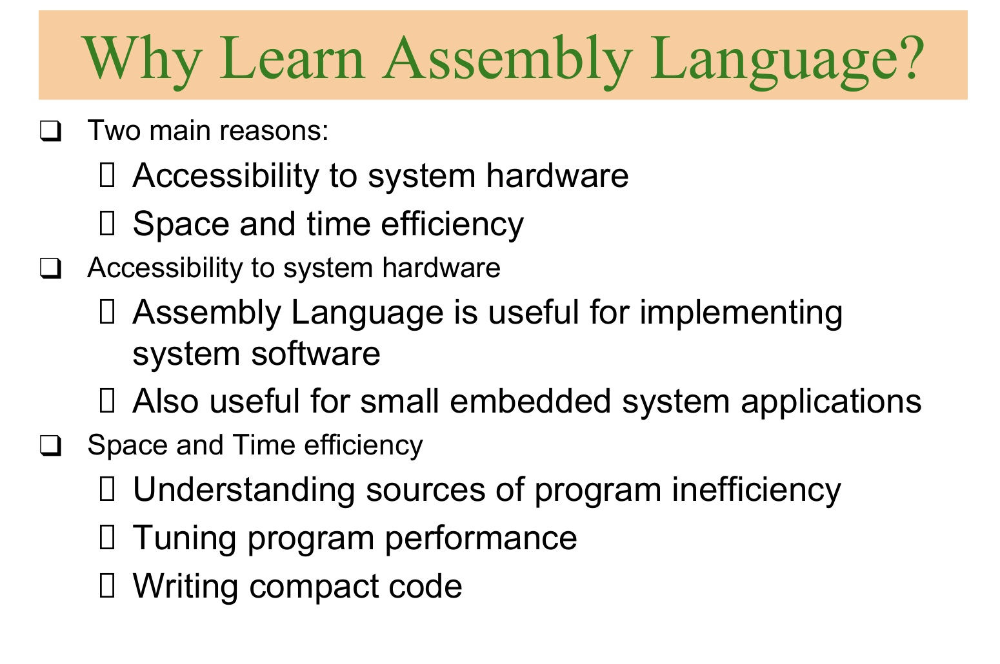 Why Learn Assembly Language?
❑ Two main reasons:
▯ Accessibility to system hardware
▯ Space and time efficiency
❑ Accessibility to system hardware
▯ Assembly Language is useful for implementing
system software
▯ Also useful for small embedded system applications
❑ Space and Time efficiency
▯ Understanding sources of program inefficiency
▯ Tuning program performance
▯ Writing compact code